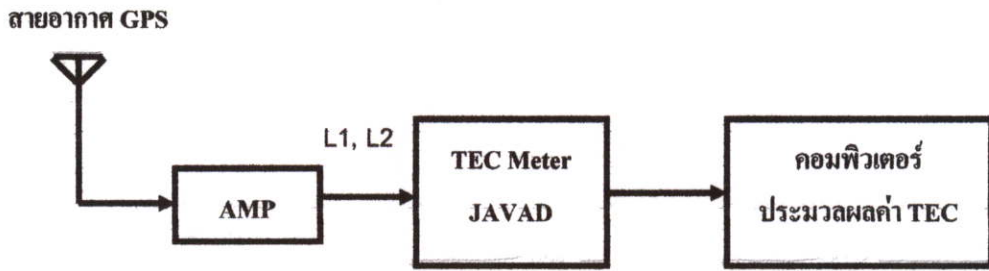 สายอากาศ GPS
L1, L2
AMP
TEC Meter
JAVAD
คอมพิวเตอร์
ประมวลผลค่า TEC